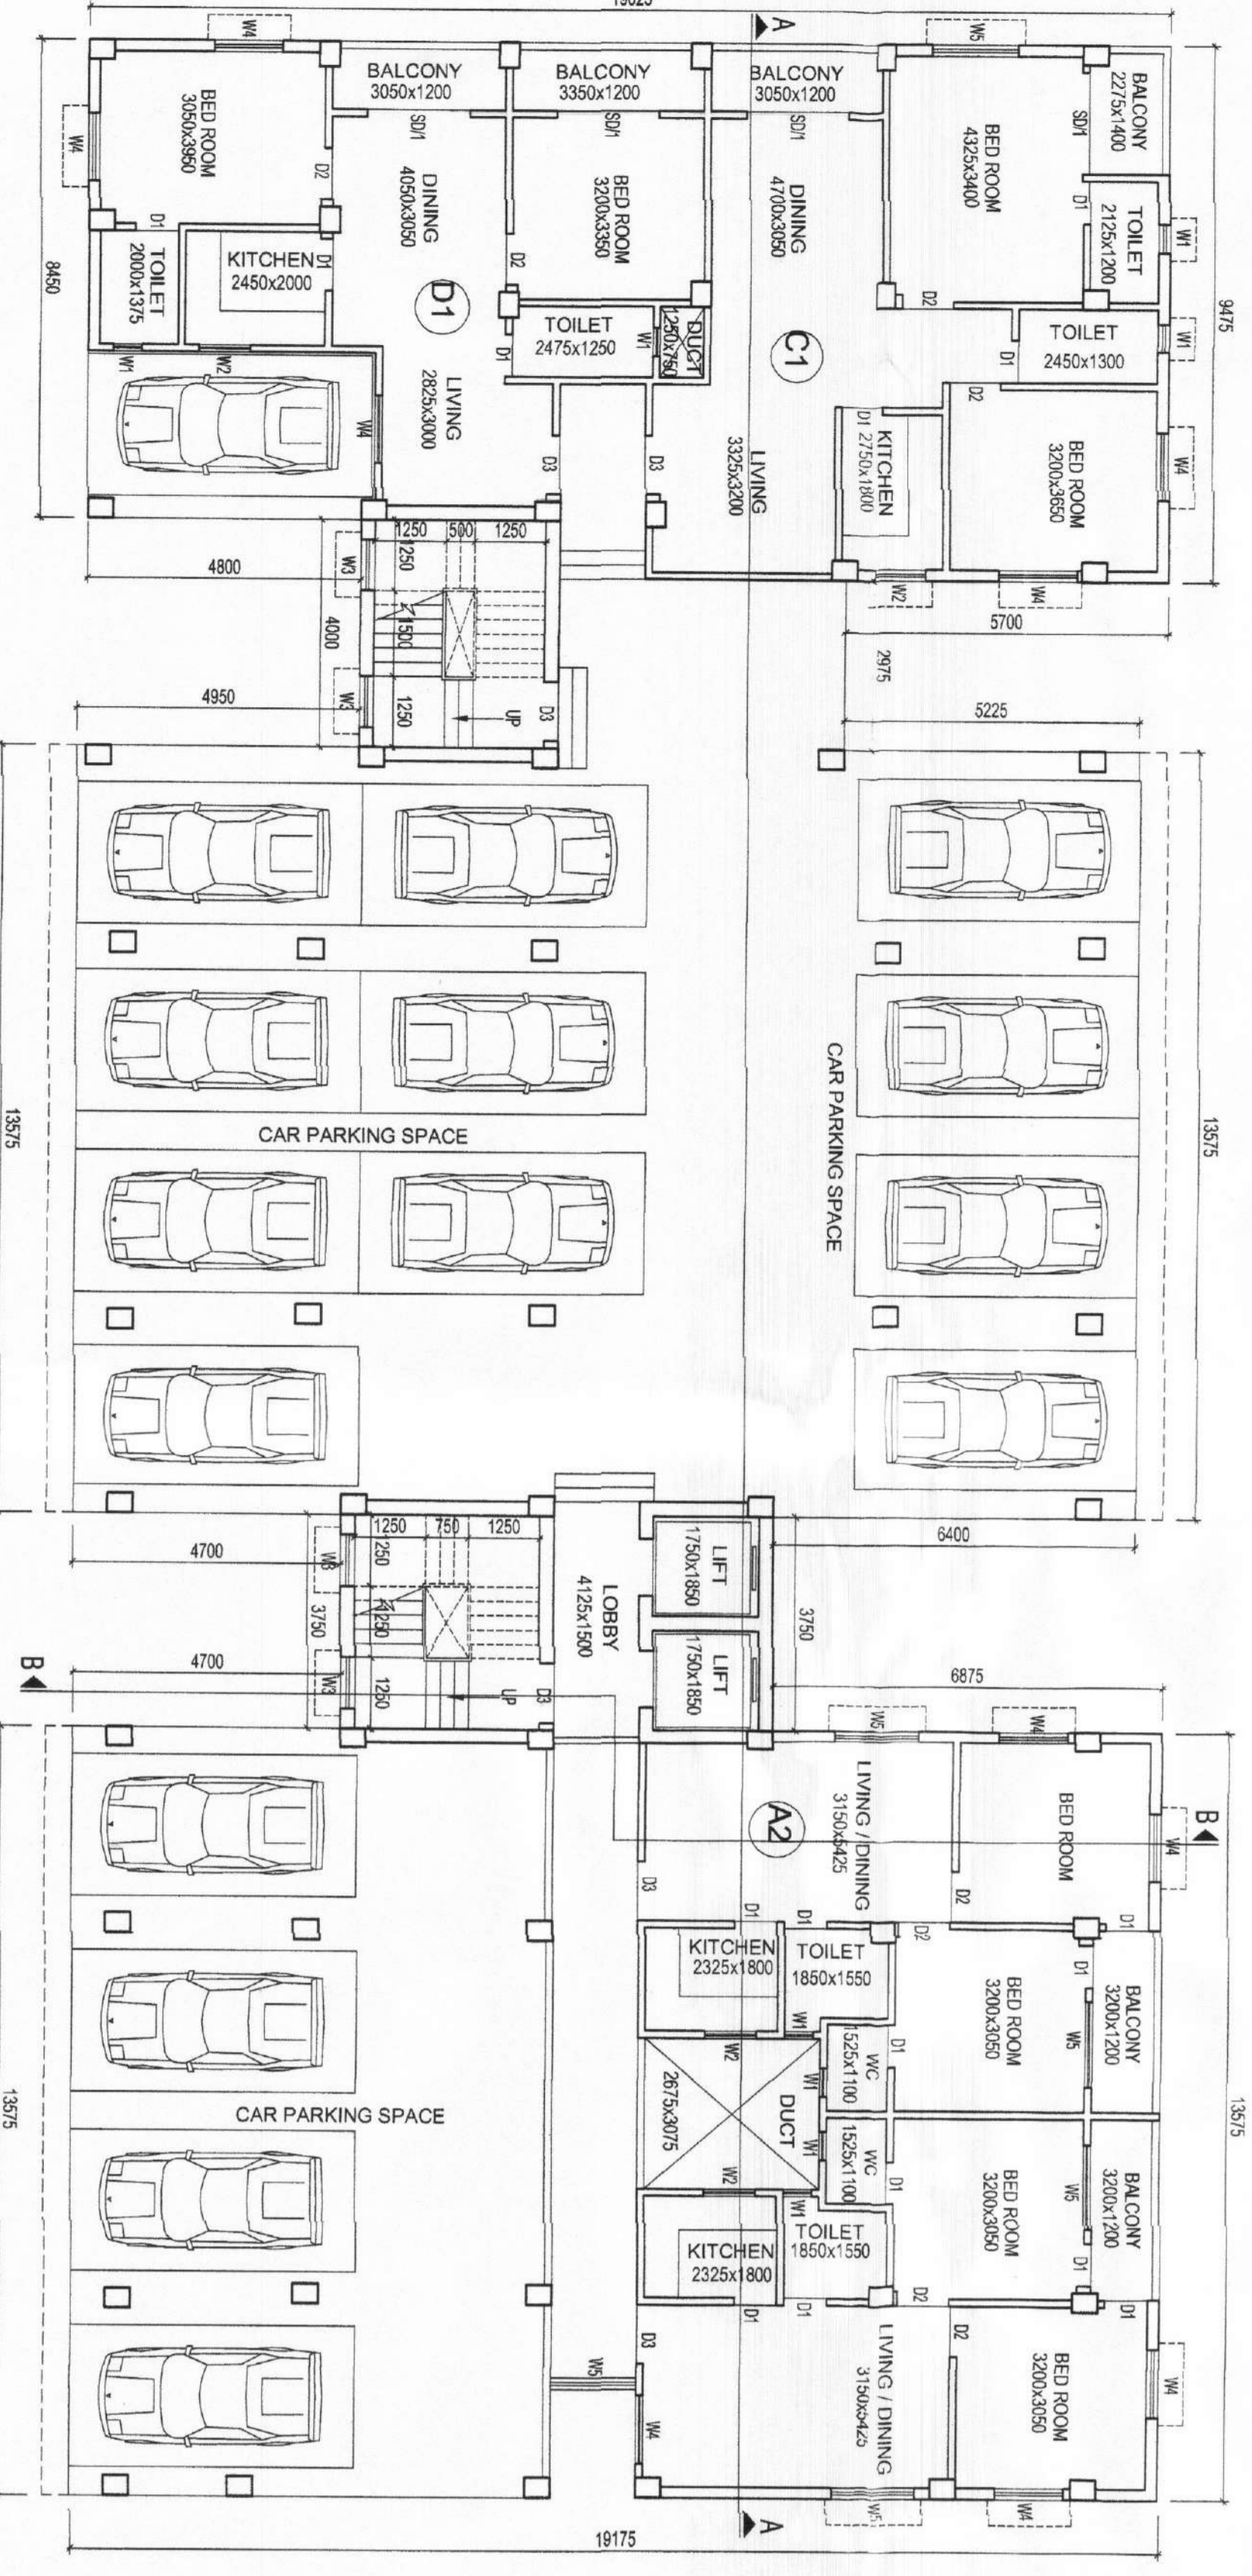 19025
A
W4
W5
8450
9475
BALCONY
3050x1200
BALCONY
3350x1200
BALCONY
3050x1200
BALCONY
2275x1400
SD/1
SD/1
SD/1
SD/1
BED ROOM
3050x3950
W4
D2
DINING
4050x3050
BED ROOM
3200x3350
DINING
4700x3050
BED ROOM
4325x3400
D1
TOILET
2125x1200
W1
D1
TOILET
2000x1375
KITCHEN
2450x2000
D1
D1
D2
D2
TOILET
2475x1250
W1
DUCT
1250x750
D1
C1
D1
TOILET
2450x1300
W1
W1
W2
W4
LIVING
2825x3000
D3
D3
LIVING
3325x3200
KITCHEN
D1 2750x1800
D2
BED ROOM
3200x3650
W4
W2
W4
4800
W3
1250
500
1250
1250
1500
1250
4000
W3
UP
D3
4950
5700
2975
5225
13575
CAR PARKING SPACE
CAR PARKING SPACE
13575
4700
W3
1250
750
1250
1250
1250
1250
3750
W3
UP
D3
LOBBY
4125x1500
LIFT
1750x1850
LIFT
1750x1850
3750
6400
6875
4700
B
B
W5
W4
LIVING / DINING
3150x5425
A2
BED ROOM
W4
D3
D2
D1
D1
D1
D2
KITCHEN
2325x1800
TOILET
1850x1550
BED ROOM
3200x3050
D1
W5
BALCONY
3200x1200
W1
W2
WC
1525x1100
D1
W1
DUCT
2675x3075
W1
WC
1525x1100
D1
W2
W1
BED ROOM
3200x3050
W5
D1
BALCONY
3200x1200
KITCHEN
2325x1800
TOILET
1850x1550
D1
D1
D2
D1
D3
D2
W5
W4
LIVING / DINING
3150x5425
BED ROOM
3200x3050
W4
W5
W4
CAR PARKING SPACE
13575
13575
A
19175